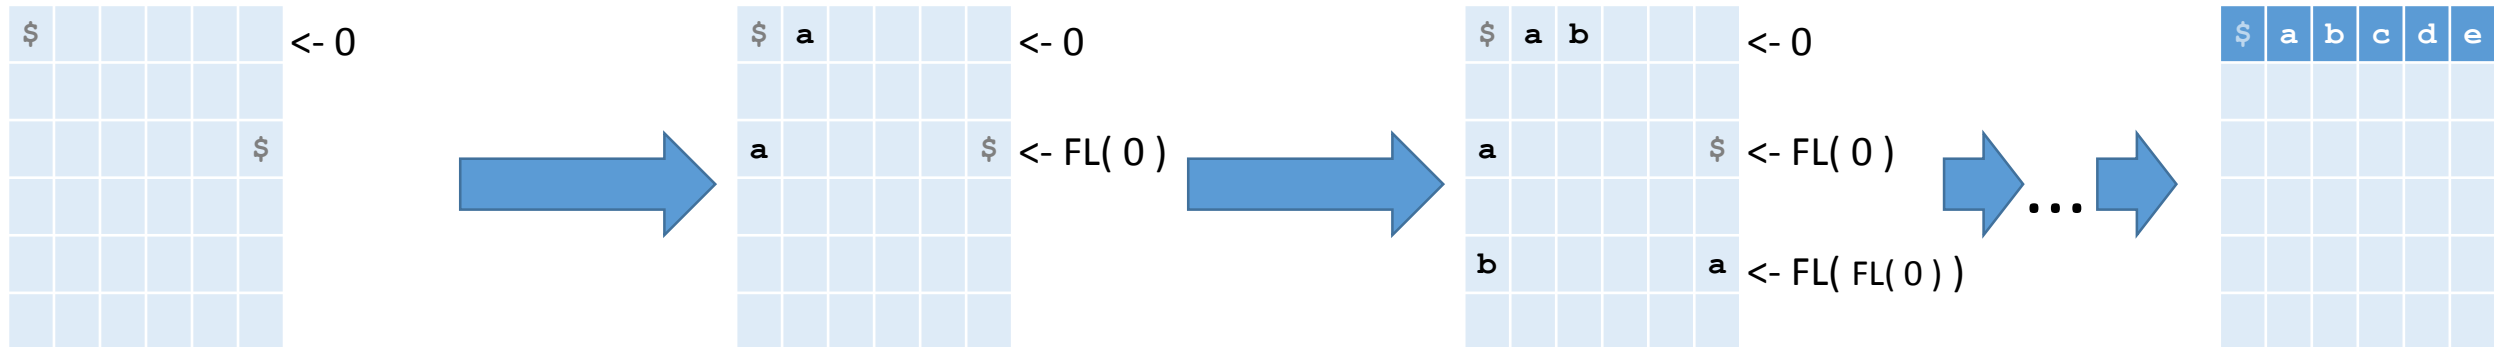 $ <- 0
$
$ a <- 0
a $ <- FL( 0 )
$ a b <- 0
a $ <- FL( 0 )
b a <- FL( FL( 0 ) )
...
$ a b c d e